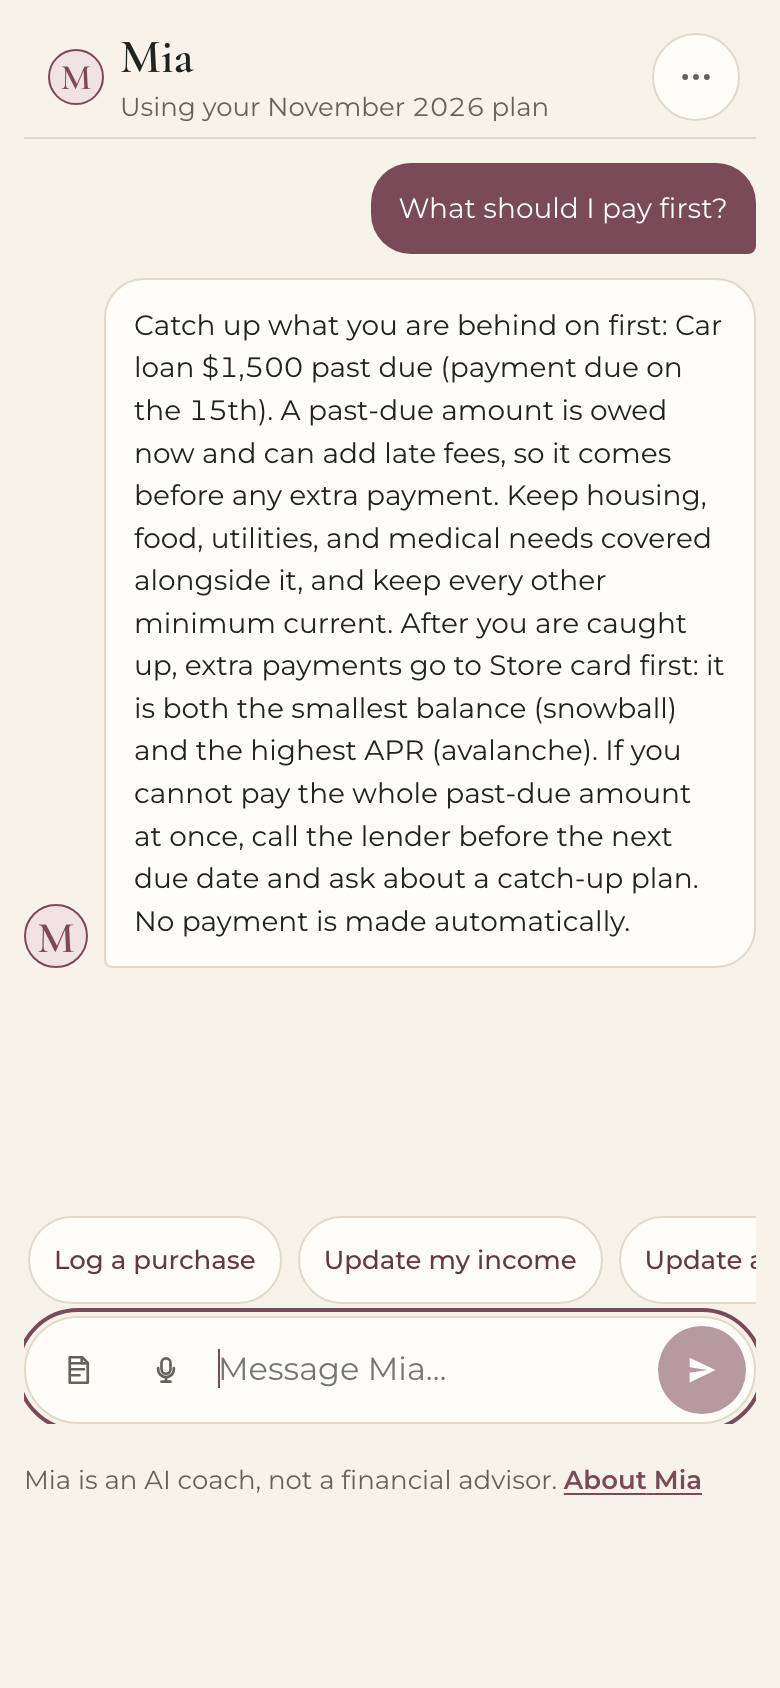 M
Mia
Using your November 2026 plan
What should I pay first?
Catch up what you are behind on first: Car
loan $1,500 past due (payment due on
the 15th). A past-due amount is owed
now and can add late fees, so it comes
before any extra payment. Keep housing,
food, utilities, and medical needs covered
alongside it, and keep every other
minimum current. After you are caught
up, extra payments go to Store card first: it
is both the smallest balance (snowball)
and the highest APR (avalanche). If you
cannot pay the whole past-due amount
at once, call the lender before the next
due date and ask about a catch-up plan.
No payment is made automatically.
M
Log a purchase
Update my income
Update
Message Mia...
Mia is an AI coach, not a financial advisor. About Mia